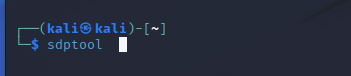 ┌──(kali㉿kali)-[~]
└─$ sdptool